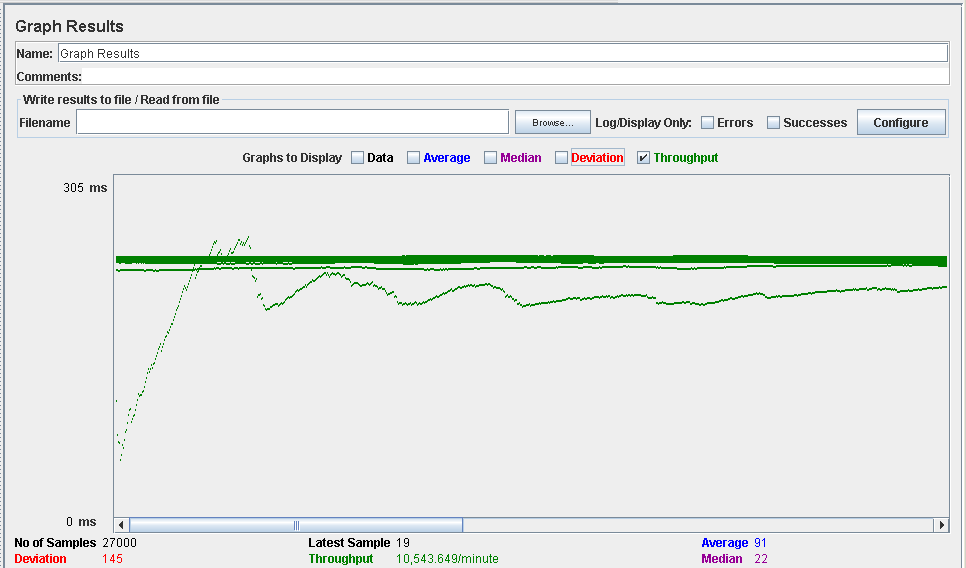 Graph Results
Name: Graph Results
Comments:
Write results to file / Read from file
Filename Browse... Log/Display Only: Errors Successes Configure
Graphs to Display Data Average Median Deviation Throughput
305 ms
0 ms
No of Samples 27000 Latest Sample 19 Average 91
Deviation 145 Throughput 10,543.649/minute Median 22